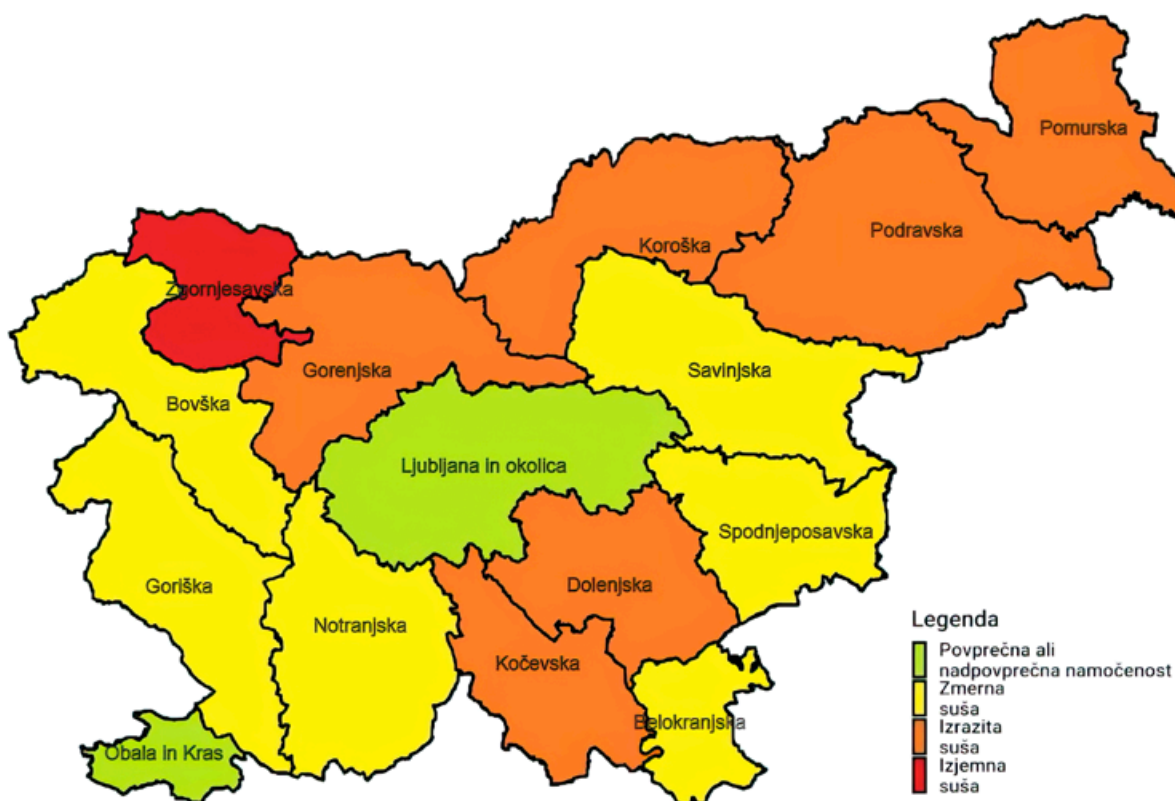 Pomurska
Podravska
Koroška
Zgornjesavska
Gorenjska
Savinjska
Bovška
Ljubljana in okolica
Spodnjeposavska
Goriška
Dolenjska
Notranjska
Kočevska
Belokranjska
Obala in Kras
Legenda
Povprečna ali
nadpovprečna namočenost
Zmerna
suša
Izrazita
suša
Izjemna
suša